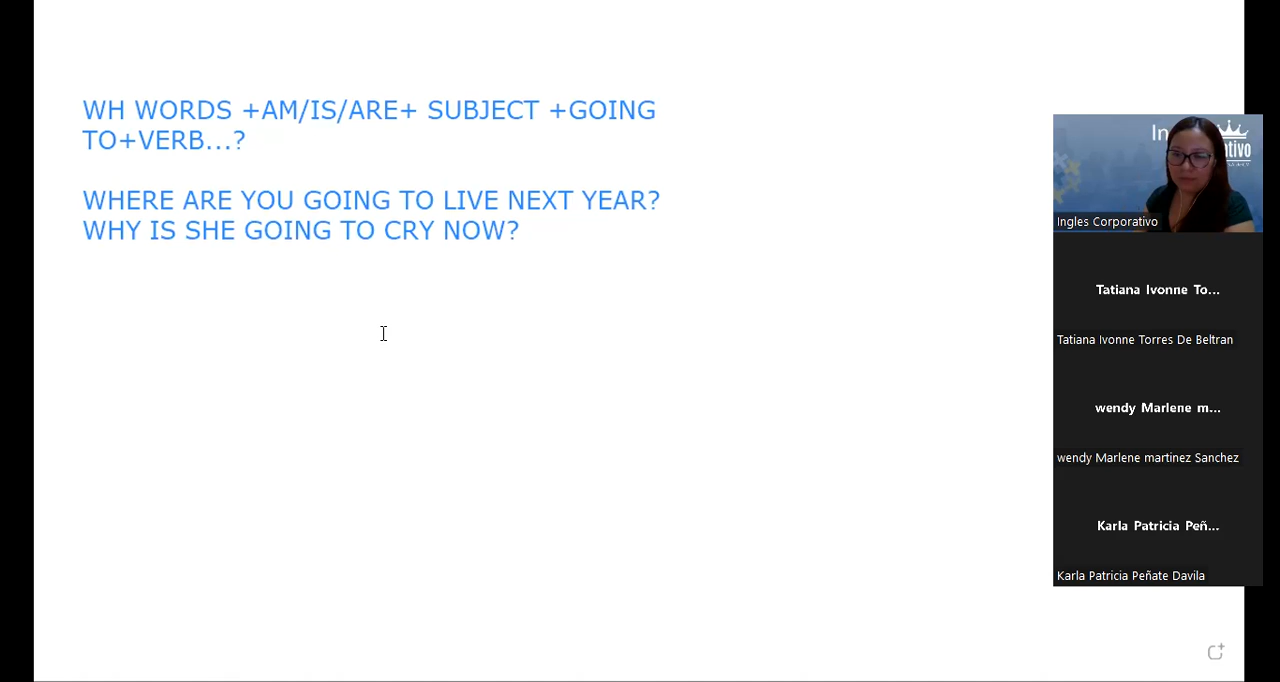 WH WORDS +AM/IS/ARE+ SUBJECT +GOING
TO+VERB...?
WHERE ARE YOU GOING TO LIVE NEXT YEAR?
WHY IS SHE GOING TO CRY NOW?
Ingles Corporativo
Tatiana Ivonne To...
Tatiana Ivonne Torres De Beltran
wendy Marlene m...
wendy Marlene martinez Sanchez
Karla Patricia Peñ...
Karla Patricia Peñate Davila